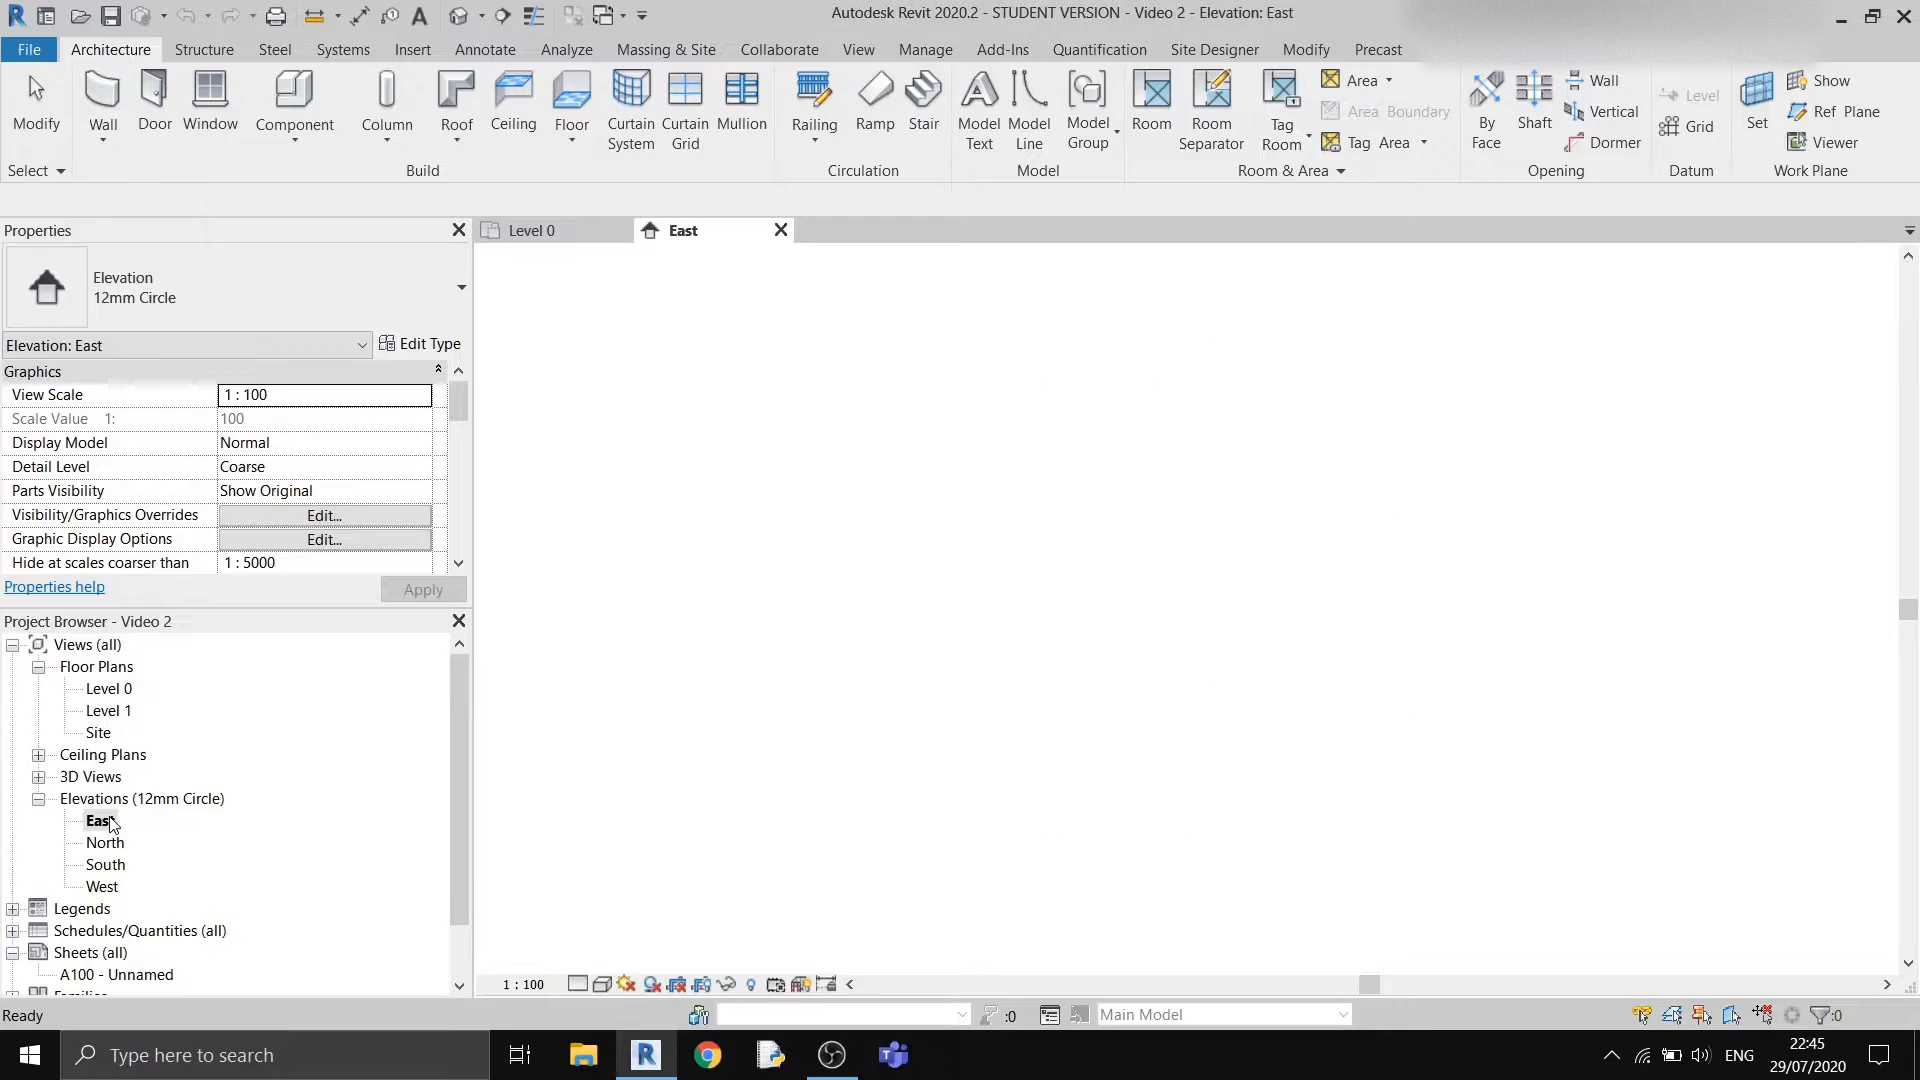 Autodesk Revit 2020.2 - STUDENT VERSION - Video 2 - Elevation: East
File Architecture Structure Steel Systems Insert Annotate Analyze Massing & Site Collaborate View Manage Add-Ins Quantification Site Designer Modify Precast
Modify
Wall Door Window Component Column Roof Ceiling Floor Curtain System Curtain Grid Mullion
Railing Ramp Stair
Model Text Model Line Model Group
Room Room Separator Tag Room
Area
Area Boundary
Tag Area
By Face Shaft
Wall
Vertical
Dormer
Level
Grid
Set
Show
Ref Plane
Viewer
Select Build Circulation Model Room & Area Opening Datum Work Plane
Properties
Level 0 East
Elevation
12mm Circle
Elevation: East Edit Type
Graphics
View Scale 1 : 100
Scale Value 1: 100
Display Model Normal
Detail Level Coarse
Parts Visibility Show Original
Visibility/Graphics Overrides Edit...
Graphic Display Options Edit...
Hide at scales coarser than 1 : 5000
Properties help Apply
Project Browser - Video 2
Views (all)
Floor Plans
Level 0
Level 1
Site
Ceiling Plans
3D Views
Elevations (12mm Circle)
East
North
South
West
Legends
Schedules/Quantities (all)
Sheets (all)
A100 - Unnamed
1 : 100
Ready :0 Main Model :0
Type here to search
ENG
22:45
29/07/2020